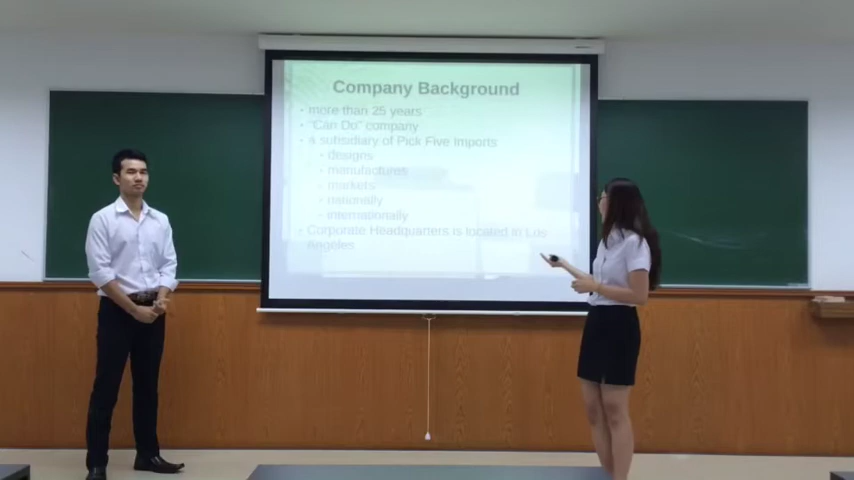 Company Background
• more than 25 years
• "Can Do" company
• a subsidiary of Pick Five Imports
• designs
• manufactures
• markets
• nationally
• internationally
• Corporate Headquarters is located in Los
Angeles